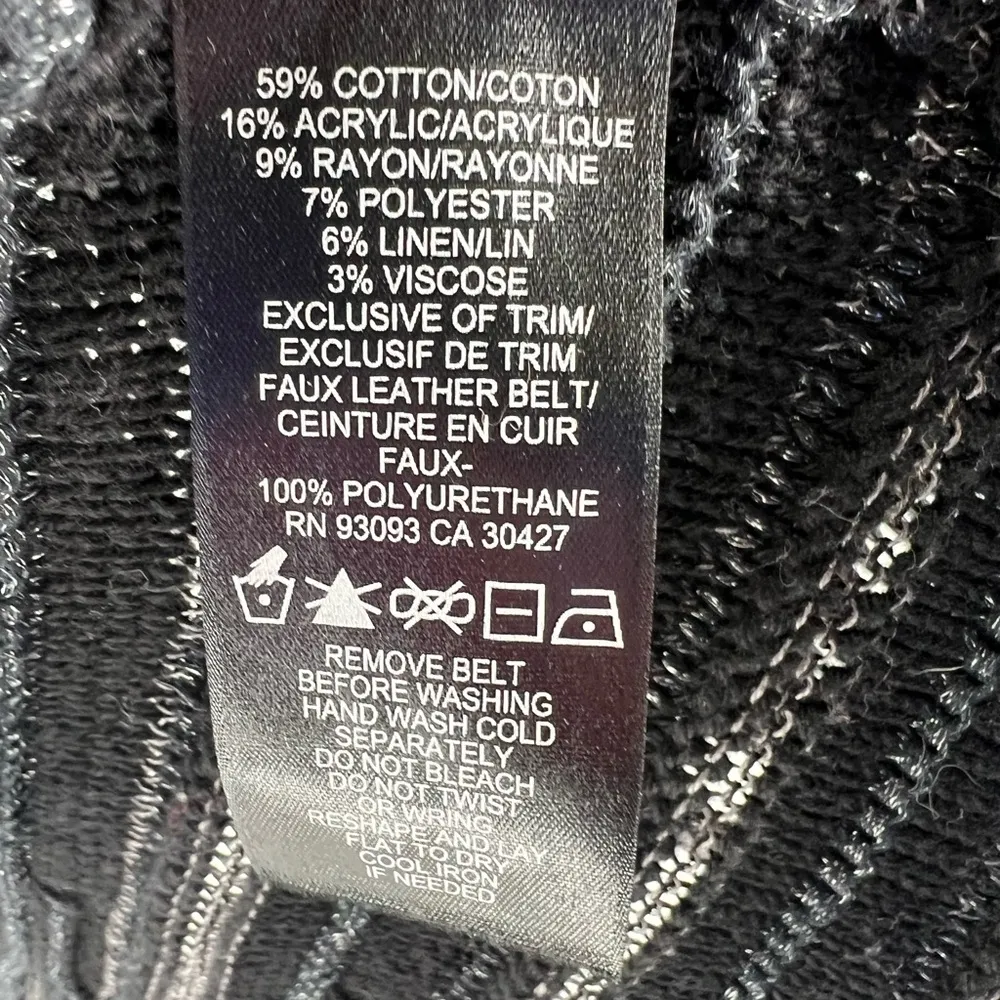 59% COTTON/COTON
16% ACRYLIC/ACRYLIQUE
9% RAYON/RAYONNE
7% POLYESTER
6% LINEN/LIN
3% VISCOSE
EXCLUSIVE OF TRIM/
EXCLUSIF DE TRIM
FAUX LEATHER BELT/
CEINTURE EN CUIR
FAUX-
100% POLYURETHANE
RN 93093 CA 30427
REMOVE BELT
BEFORE WASHING
HAND WASH COLD
SEPARATELY
DO NOT BLEACH
DO NOT TWIST
OR WRING
RESHAPE AND LAY
FLAT TO DRY
COOL IRON
IF NEEDED